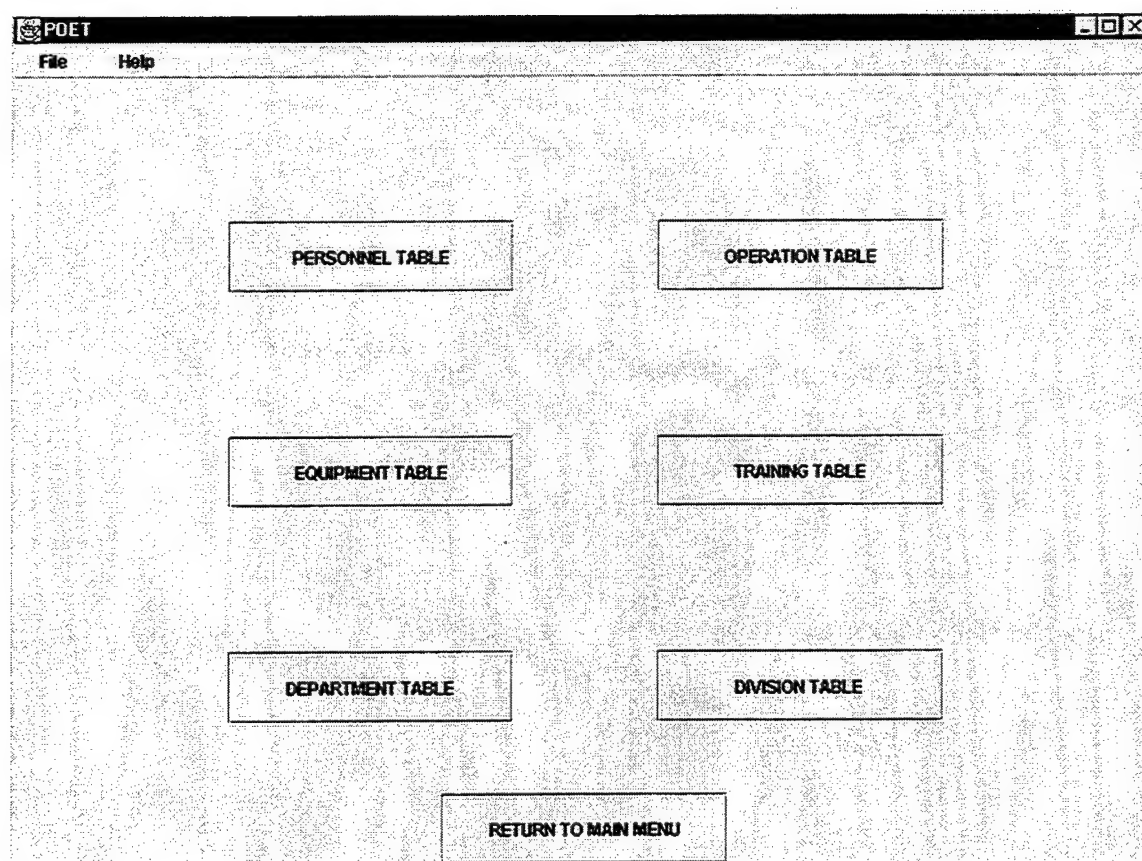 POET
File Help
PERSONNEL TABLE OPERATION TABLE
EQUIPMENT TABLE TRAINING TABLE
DEPARTMENT TABLE DIVISION TABLE
RETURN TO MAIN MENU